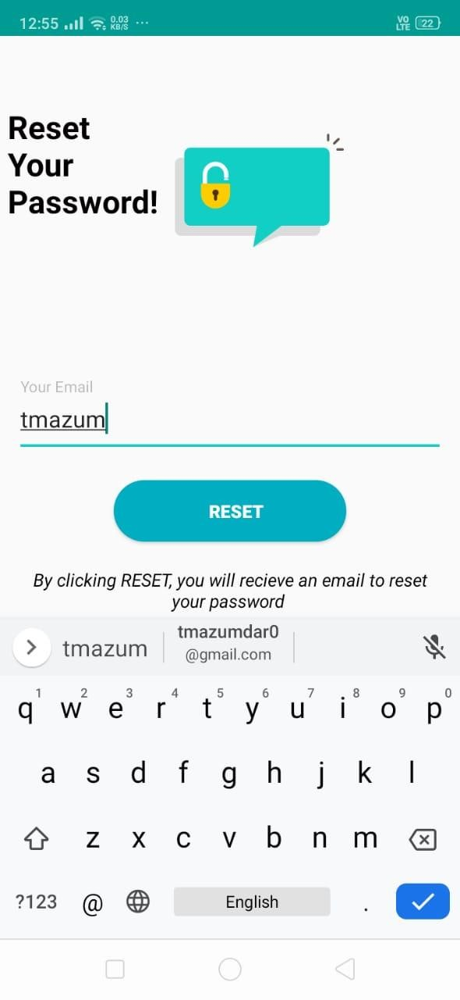 12:55 0.03 KB/S ... VO LTE 22
Reset
Your
Password!
Your Email
tmazum
RESET
By clicking RESET, you will recieve an email to reset
your password
tmazum tmazumdar0
@gmail.com
1 2 3 4 5 6 7 8 9 0
q w e r t y u i o p
a s d f g h j k l
z x c v b n m
?123 @ English .